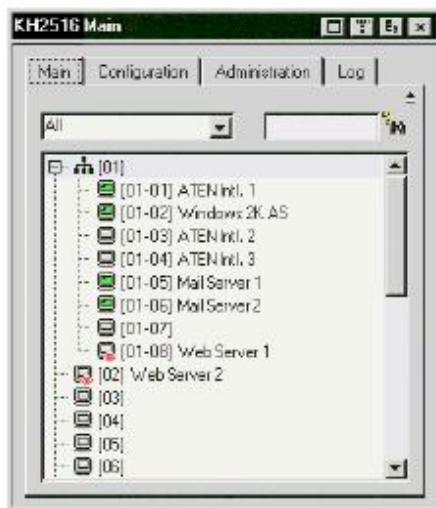 KH2516 Main
Main Configuration Administration Log
All
[01]
[01-01] ATEN Intl. 1
[01-02] Windows 2K AS
[01-03] ATEN Intl. 2
[01-04] ATEN Intl. 3
[01-05] Mail Server 1
[01-06] Mail Server 2
[01-07]
[01-08] Web Server 1
[02] Web Server 2
[03]
[04]
[05]
[06]